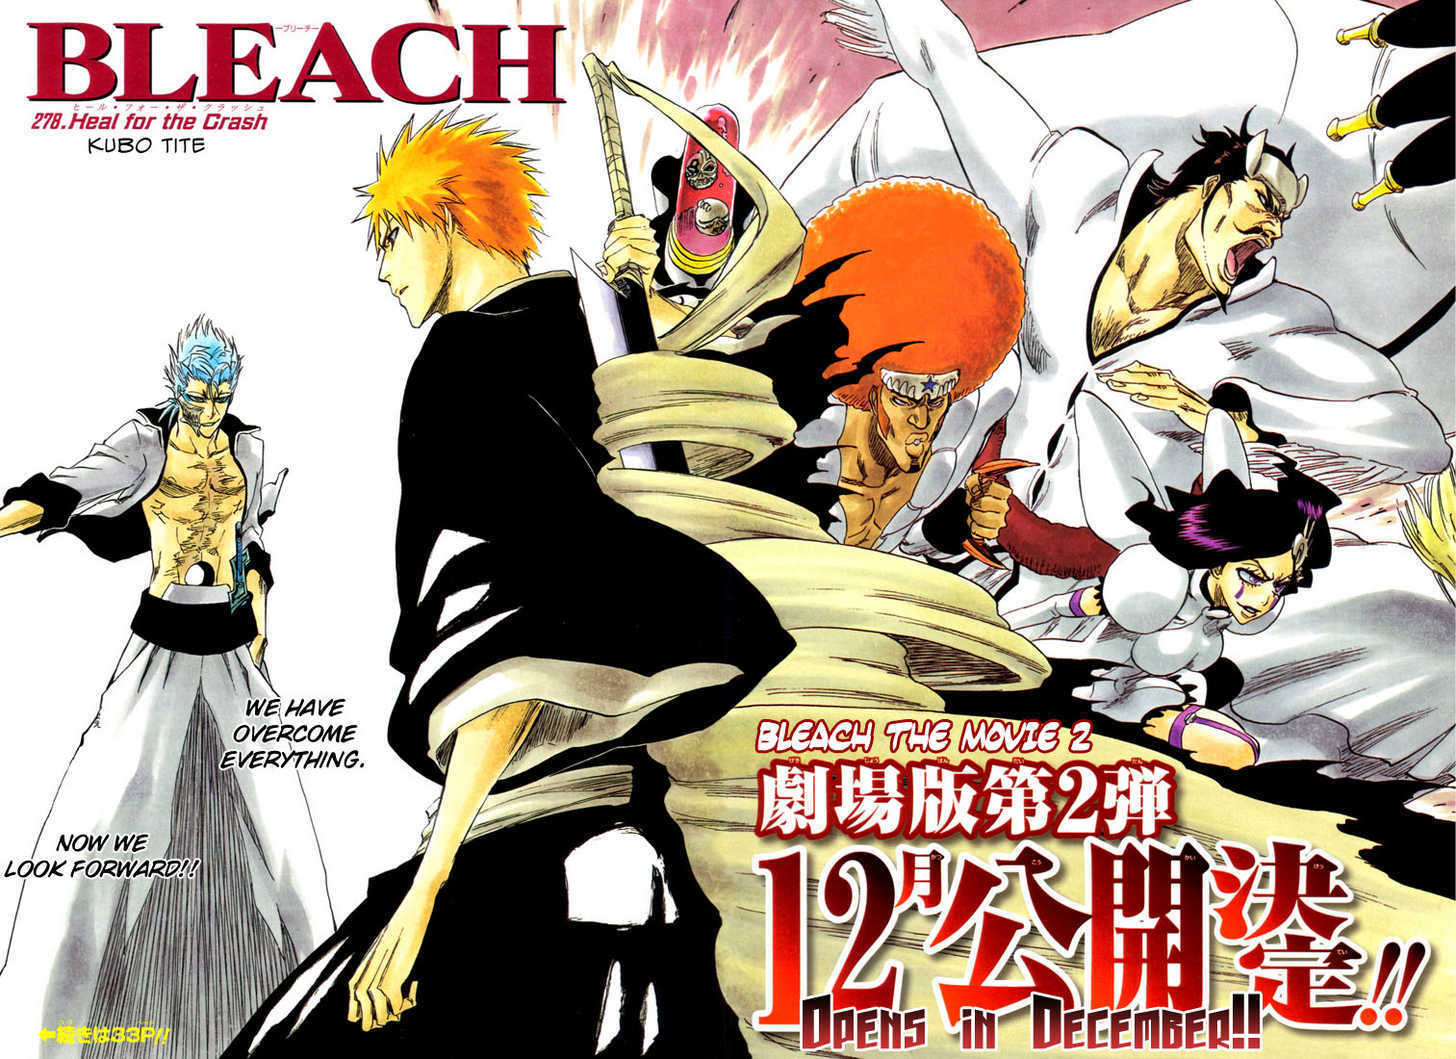 BLEACH
ーブリーチー
ヒール・フォー・ザ・クラッシュ
278.Heal for the Crash
KUBO TITE
WE HAVE
OVERCOME
EVERYTHING.
NOW WE
LOOK FORWARD!!
BLEACH THE MOVIE 2
劇場版第2弾
12月公開決定!!
OPENS IN DECEMBER!!
←続きは33P!!